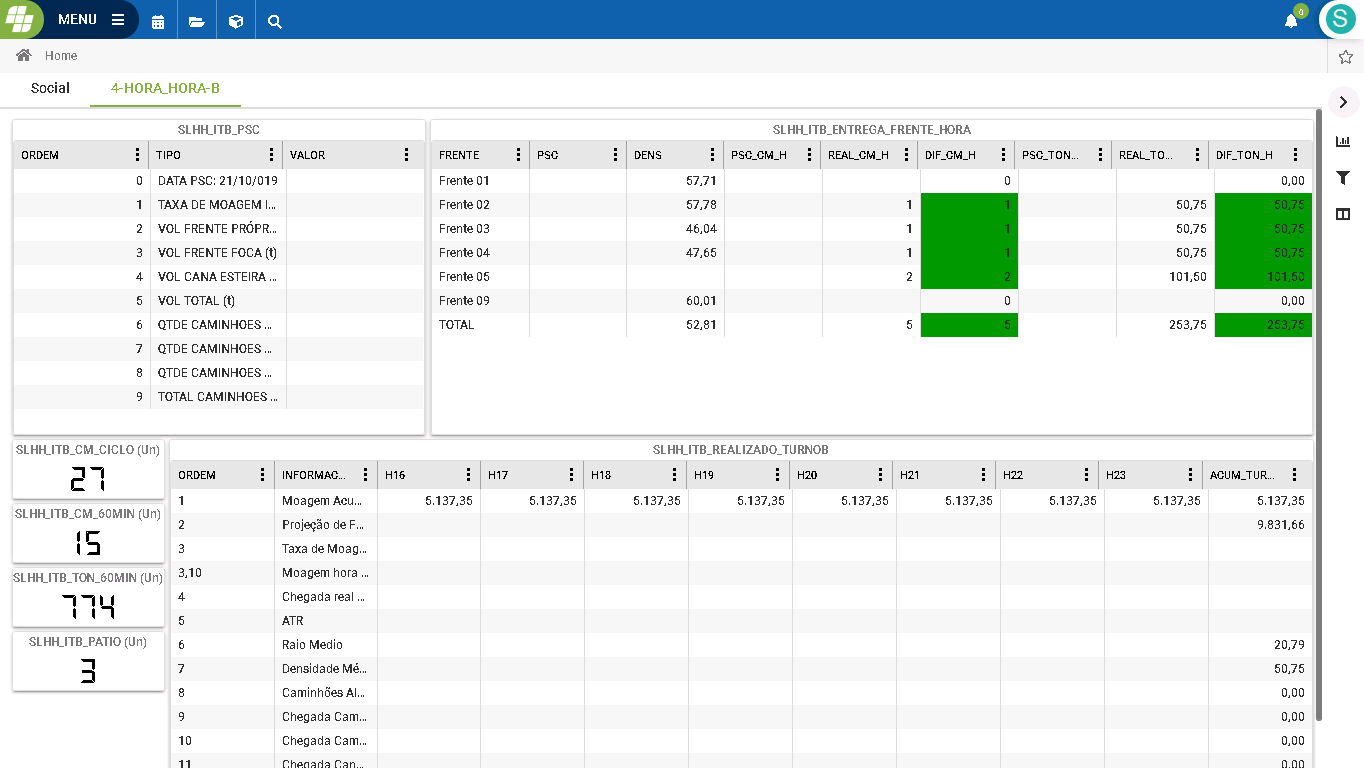 MENU
0
S
Home
Social 4-HORA_HORA-B
SLHH_ITB_PSC
ORDEM TIPO VALOR
0 DATA PSC: 21/10/019
1 TAXA DE MOAGEM I...
2 VOL FRENTE PRÓPR...
3 VOL FRENTE FOCA (t)
4 VOL CANA ESTEIRA ...
5 VOL TOTAL (t)
6 QTDE CAMINHOES ...
7 QTDE CAMINHOES ...
8 QTDE CAMINHOES ...
9 TOTAL CAMINHOES ...
SLHH_ITB_ENTREGA_FRENTE_HORA
FRENTE PSC DENS PSC_CM_H REAL_CM_H DIF_CM_H PSC_TON... REAL_TO... DIF_TON_H
Frente 01 57,71 0 0,00
Frente 02 57,78 1 1 50,75 50,75
Frente 03 46,04 1 1 50,75 50,75
Frente 04 47,65 1 1 50,75 50,75
Frente 05 2 2 101,50 101,50
Frente 09 60,01 0 0,00
TOTAL 52,81 5 5 253,75 253,75
SLHH_ITB_CM_CICLO (Un)
27
SLHH_ITB_CM_60MIN (Un)
15
SLHH_ITB_TON_60MIN (Un)
774
SLHH_ITB_PATIO (Un)
3
SLHH_ITB_REALIZADO_TURNOB
ORDEM INFORMAC... H16 H17 H18 H19 H20 H21 H22 H23 ACUM_TUR...
1 Moagem Acu... 5.137,35 5.137,35 5.137,35 5.137,35 5.137,35 5.137,35 5.137,35 5.137,35 5.137,35
2 Projeção de F... 9.831,66
3 Taxa de Moag...
3,10 Moagem hora ...
4 Chegada real ...
5 ATR
6 Raio Medio 20,79
7 Densidade Mé... 50,75
8 Caminhões Al... 0,00
9 Chegada Cam... 0,00
10 Chegada Cam... 0,00
11 Chegada Can... 0,00